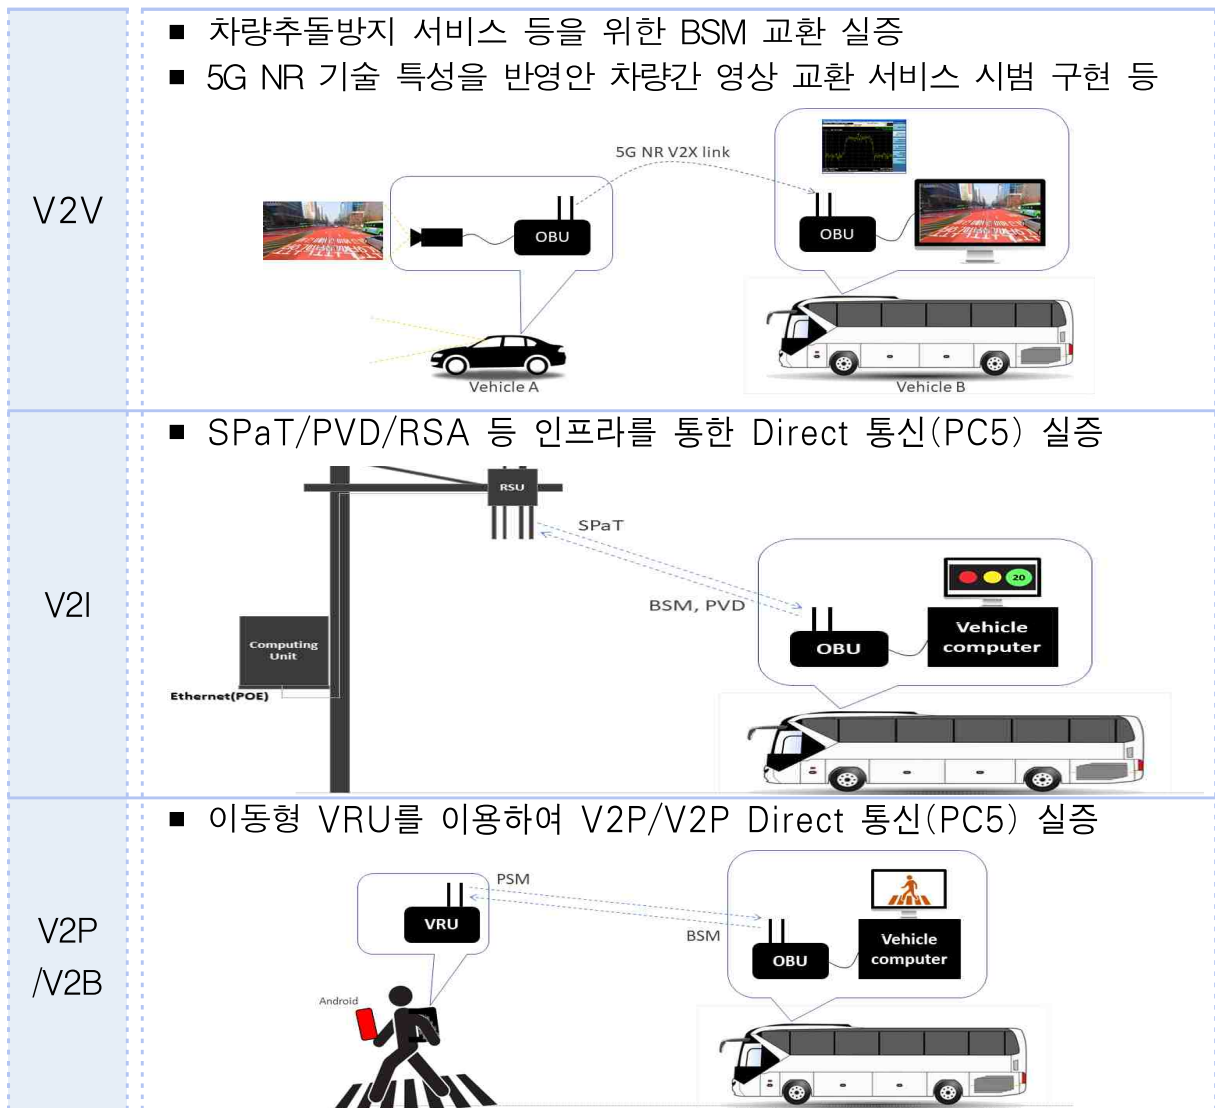 V2V
■ 차량추돌방지 서비스 등을 위한 BSM 교환 실증
■ 5G NR 기술 특성을 반영안 차량간 영상 교환 서비스 시범 구현 등
5G NR V2X link
OBU
OBU
Vehicle A
Vehicle B
V2I
■ SPaT/PVD/RSA 등 인프라를 통한 Direct 통신(PC5) 실증
RSU
SPaT
BSM, PVD
20
Computing
Unit
Ethernet(POE)
OBU
Vehicle
computer
V2P
/V2B
■ 이동형 VRU를 이용하여 V2P/V2P Direct 통신(PC5) 실증
PSM
BSM
VRU
Android
OBU
Vehicle
computer